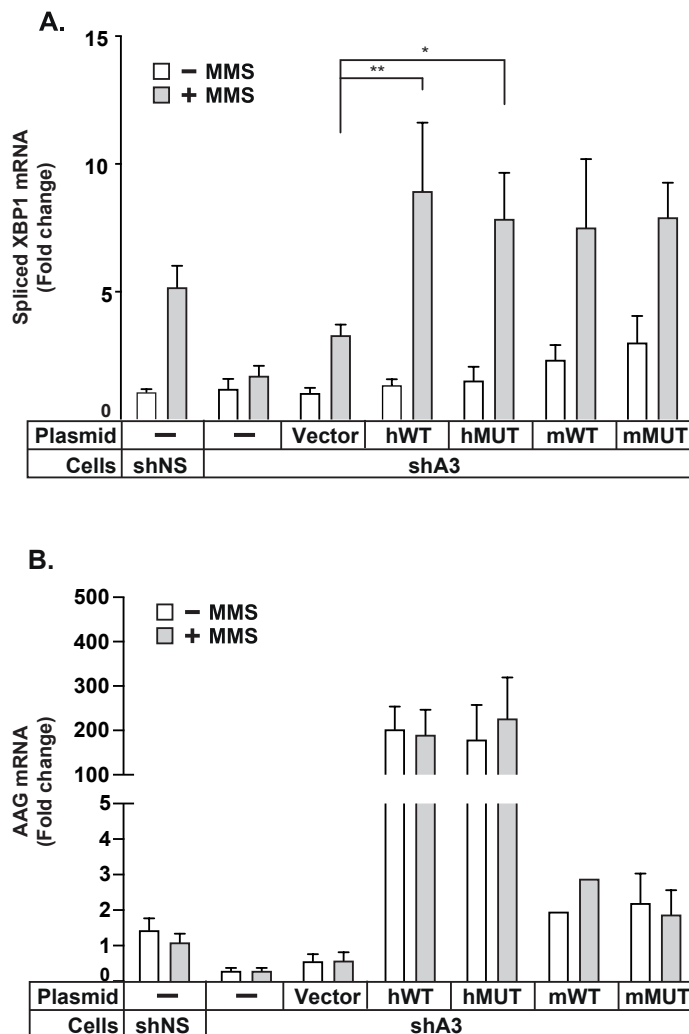 A.
15
10
5
0
Spliced XBP1 mRNA
(Fold change)
− MMS
+ MMS
*
**
Plasmid − − Vector hWT hMUT mWT mMUT
Cells shNS shA3
B.
500
400
300
200
100
5
4
3
2
1
0
AAG mRNA
(Fold change)
− MMS
+ MMS
Plasmid − − Vector hWT hMUT mWT mMUT
Cells shNS shA3